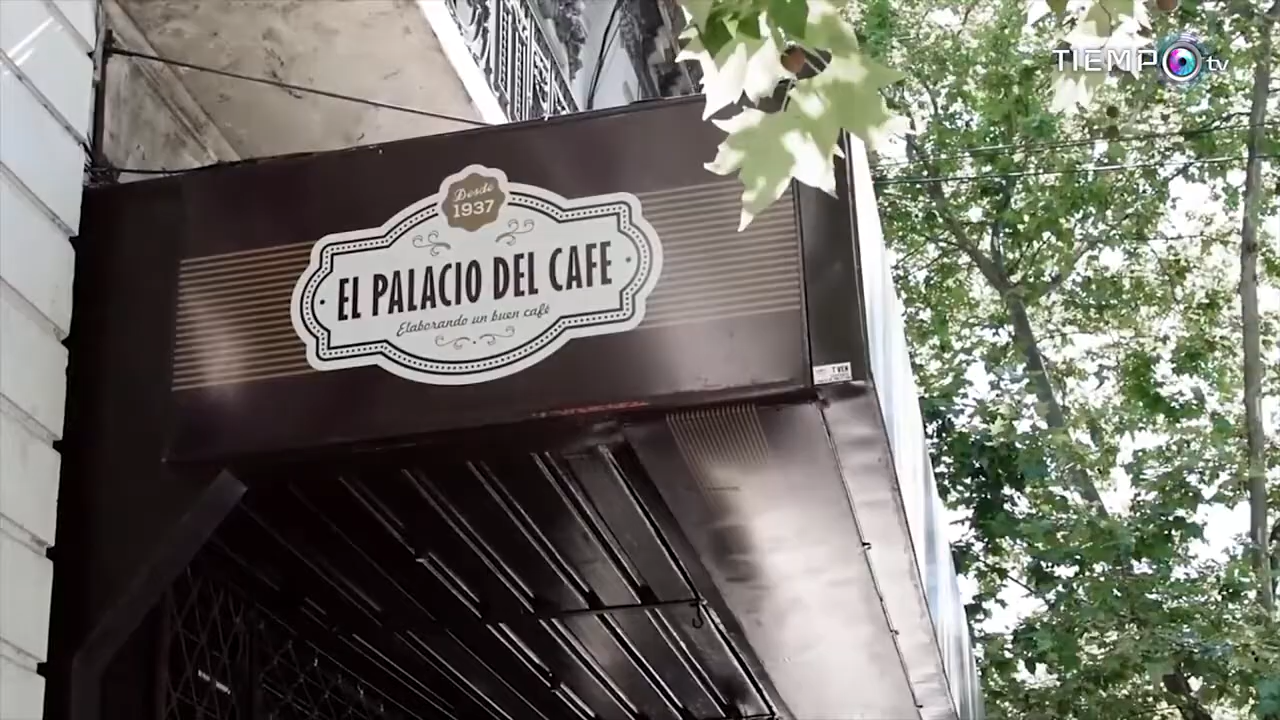 TIEMPO tv
Desde
1937
EL PALACIO DEL CAFE
Elaborando un buen café